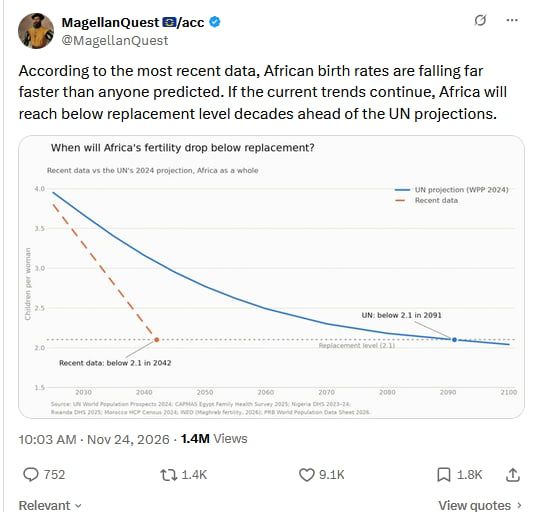 MagellanQuest /acc
@MagellanQuest
According to the most recent data, African birth rates are falling far
faster than anyone predicted. If the current trends continue, Africa will
reach below replacement level decades ahead of the UN projections.
When will Africa's fertility drop below replacement?
Recent data vs the UN's 2024 projection, Africa as a whole
UN projection (WPP 2024)
Recent data
Children per woman
4.0
3.5
3.0
2.5
2.0
1.5
UN: below 2.1 in 2091
Replacement level (2.1)
Recent data: below 2.1 in 2042
2030 2040 2050 2060 2070 2080 2090 2100
Source: UN World Population Prospects 2024; CAPMAS Egypt Family Health Survey 2025; Nigeria DHS 2023-24;
Rwanda DHS 2025; Morocco HCP Census 2024; INED (Maghreb fertility, 2026); PRB World Population Data Sheet 2026.
10:03 AM · Nov 24, 2026 · 1.4M Views
752 1.4K 9.1K 1.8K
Relevant View quotes